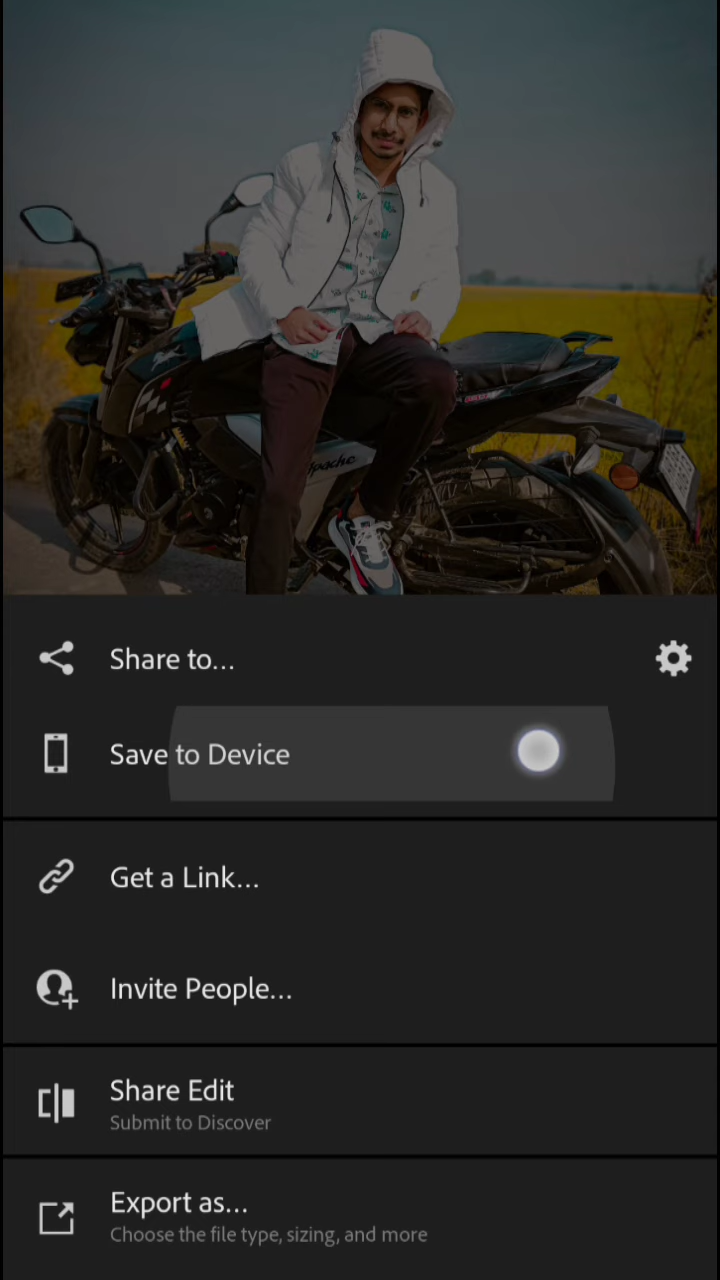 Apache
Share to...
Save to Device
Get a Link...
Invite People...
Share Edit
Submit to Discover
Export as...
Choose the file type, sizing, and more